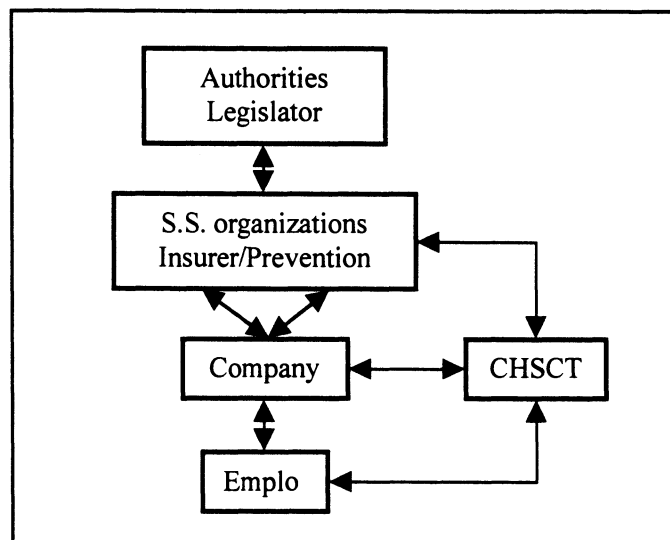 Authorities
Legislator
S.S. organizations
Insurer/Prevention
Company
CHSCT
Emplo